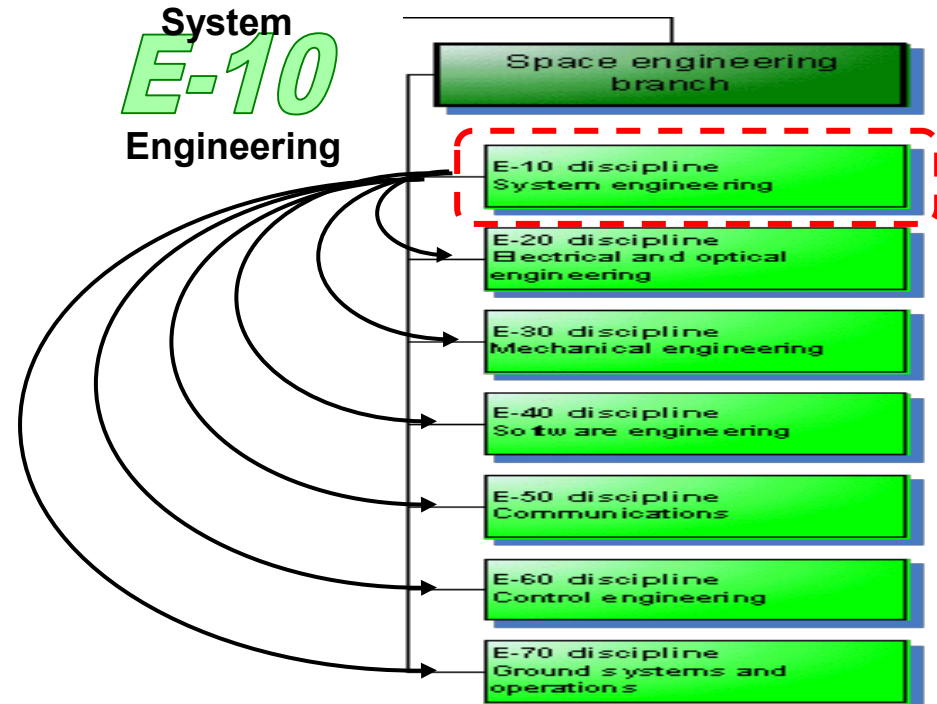 System
E-10
Engineering
Space engineering
branch
E-10 discipline
System engineering
E-20 discipline
Electrical and optical
engineering
E-30 discipline
Mechanical engineering
E-40 discipline
Software engineering
E-50 discipline
Communications
E-60 discipline
Control engineering
E-70 discipline
Ground systems and
operations